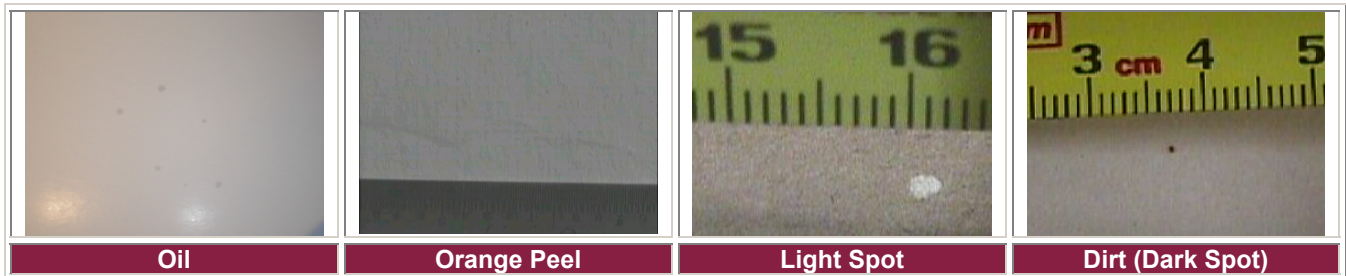 15 16
m
3 cm 4 5
Oil
Orange Peel
Light Spot
Dirt (Dark Spot)